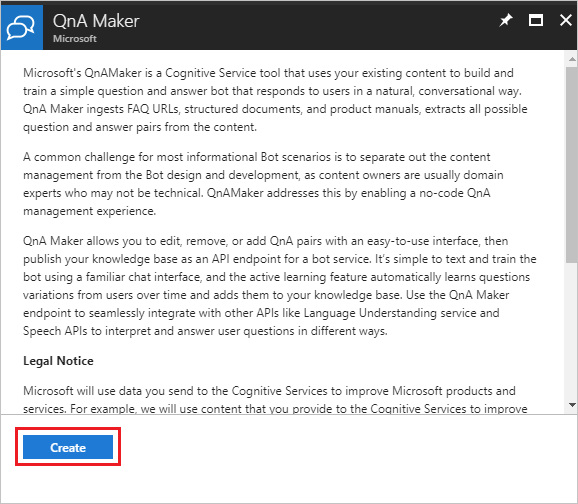 QnA Maker
Microsoft
Microsoft's QnAMaker is a Cognitive Service tool that uses your existing content to build and
train a simple question and answer bot that responds to users in a natural, conversational way.
QnA Maker ingests FAQ URLs, structured documents, and product manuals, extracts all possible
question and answer pairs from the content.
A common challenge for most informational Bot scenarios is to separate out the content
management from the Bot design and development, as content owners are usually domain
experts who may not be technical. QnAMaker addresses this by enabling a no-code QnA
management experience.
QnA Maker allows you to edit, remove, or add QnA pairs with an easy-to-use interface, then
publish your knowledge base as an API endpoint for a bot service. It's simple to text and train the
bot using a familiar chat interface, and the active learning feature automatically learns questions
variations from users over time and adds them to your knowledge base. Use the QnA Maker
endpoint to seamlessly integrate with other APIs like Language Understanding service and
Speech APIs to interpret and answer user questions in different ways.
Legal Notice
Microsoft will use data you send to the Cognitive Services to improve Microsoft products and
services. For example, we will use content that you provide to the Cognitive Services to improve
Create